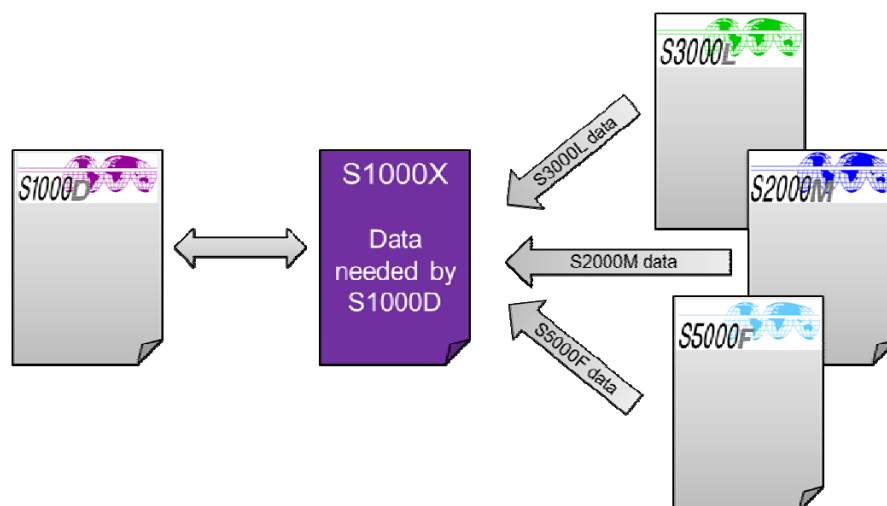 S1000D
S1000X
Data
needed by
S1000D
S3000L data
S2000M data
S5000F data
S3000L
S2000M
S5000F